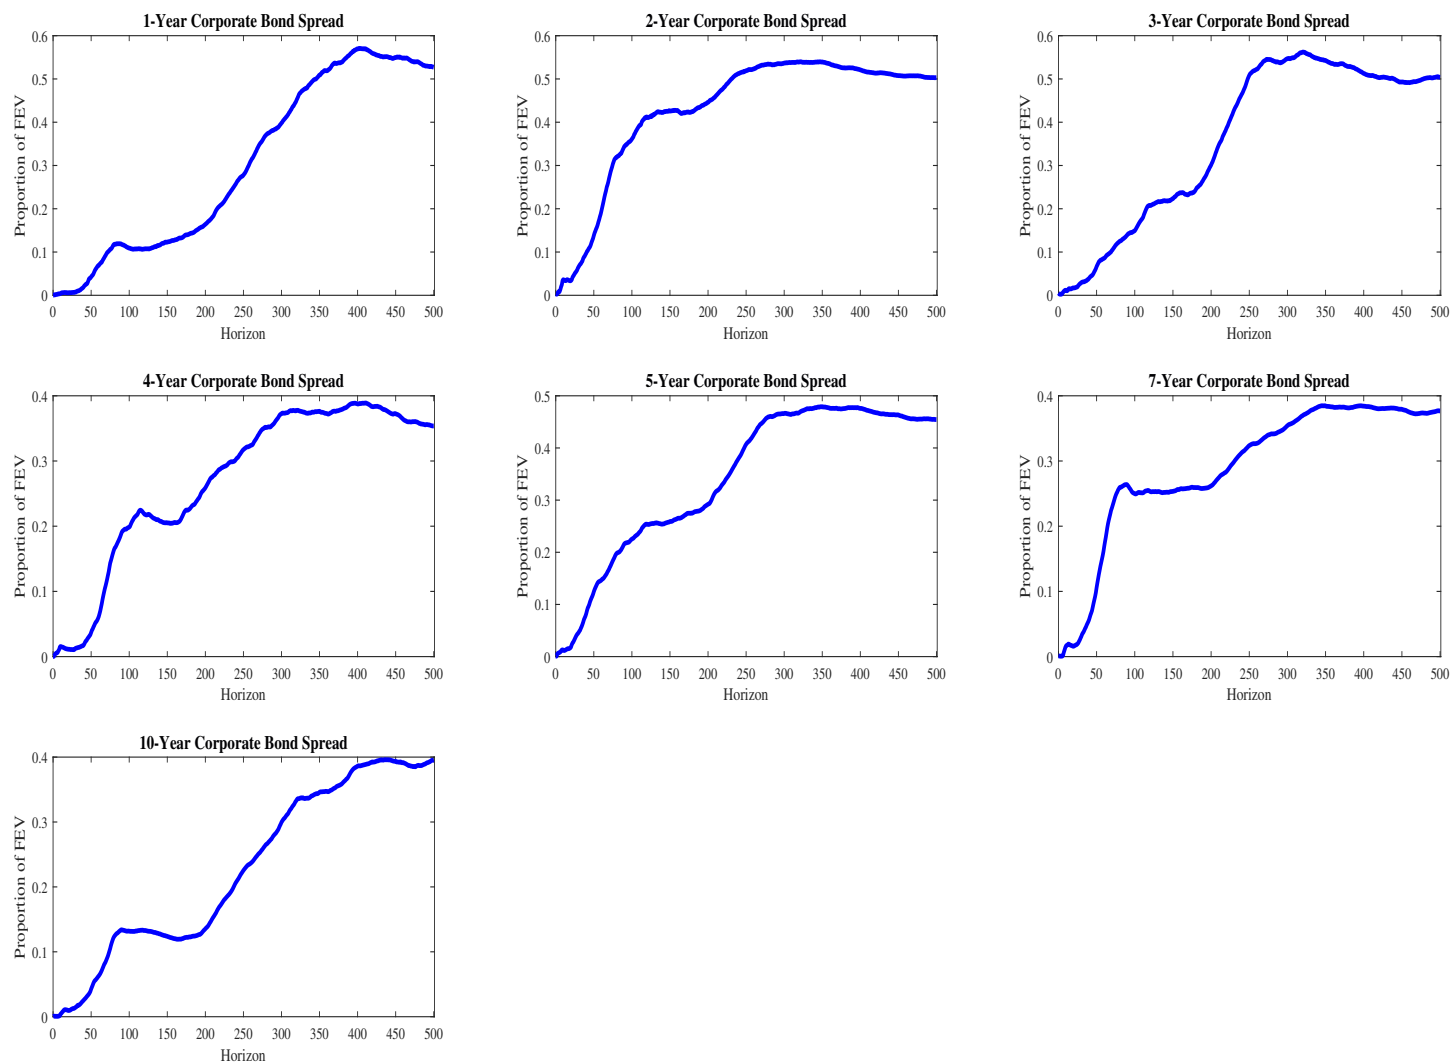 1-Year Corporate Bond Spread
Proportion of FEV
0.6
0.5
0.4
0.3
0.2
0.1
0
0 50 100 150 200 250 300 350 400 450 500
Horizon
2-Year Corporate Bond Spread
Proportion of FEV
0.6
0.5
0.4
0.3
0.2
0.1
0
0 50 100 150 200 250 300 350 400 450 500
Horizon
3-Year Corporate Bond Spread
Proportion of FEV
0.6
0.5
0.4
0.3
0.2
0.1
0
0 50 100 150 200 250 300 350 400 450 500
Horizon
4-Year Corporate Bond Spread
Proportion of FEV
0.4
0.3
0.2
0.1
0
0 50 100 150 200 250 300 350 400 450 500
Horizon
5-Year Corporate Bond Spread
Proportion of FEV
0.5
0.4
0.3
0.2
0.1
0
0 50 100 150 200 250 300 350 400 450 500
Horizon
7-Year Corporate Bond Spread
Proportion of FEV
0.4
0.3
0.2
0.1
0
0 50 100 150 200 250 300 350 400 450 500
Horizon
10-Year Corporate Bond Spread
Proportion of FEV
0.4
0.3
0.2
0.1
0
0 50 100 150 200 250 300 350 400 450 500
Horizon